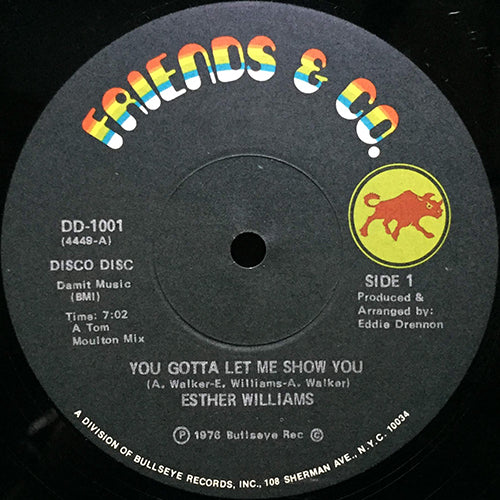 FRIENDS & CO.
DD-1001
(4449-A)
DISCO DISC
Damit Music
(BMI)
Time: 7:02
A Tom
Moulton Mix
SIDE 1
Produced &
Arranged by:
Eddie Drennon
YOU GOTTA LET ME SHOW YOU
(A. Walker-E. Williams-A. Walker)
ESTHER WILLIAMS
Ⓟ 1976 Bullseye Rec ©
A DIVISION OF BULLSEYE RECORDS, INC., 108 SHERMAN AVE., N.Y.C. 10034